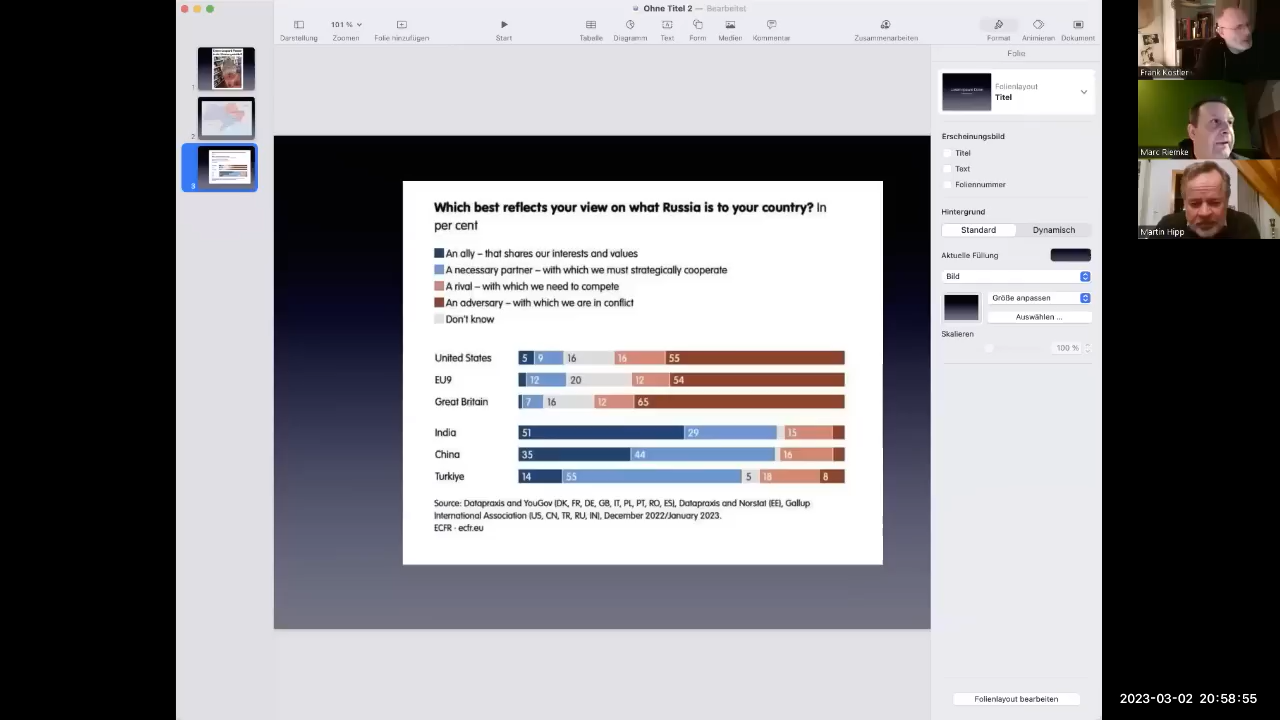 Ohne Titel 2 — Bearbeitet
101 %
Darstellung Zoomen Folie hinzufügen Start Tabelle Diagramm Text Form Medien Kommentar Zusammenarbeiten Format Animieren Dokument
Folie
1
2
3
Folienlayout
Titel
Erscheinungsbild
Titel
Text
Foliennummer
Hintergrund
Standard Dynamisch
Aktuelle Füllung
Bild
Größe anpassen
Auswählen ...
Skalieren
100 %
Folienlayout bearbeiten
Which best reflects your view on what Russia is to your country? In
per cent
An ally – that shares our interests and values
A necessary partner – with which we must strategically cooperate
A rival – with which we need to compete
An adversary – with which we are in conflict
Don't know
United States 5 9 16 16 55
EU9 12 20 12 54
Great Britain 7 16 12 65
India 51 29 15
China 35 44 16
Turkiye 14 55 5 18 8
Source: Datapraxis and YouGov (DK, FR, DE, GB, IT, PL, PT, RO, ES), Datapraxis and Norstat (EE), Gallup
International Association (US, CN, TR, RU, IN), December 2022/January 2023.
ECFR · ecfr.eu
Frank Köstler
Marc Riemke
Martin Hipp
2023-03-02 20:58:55